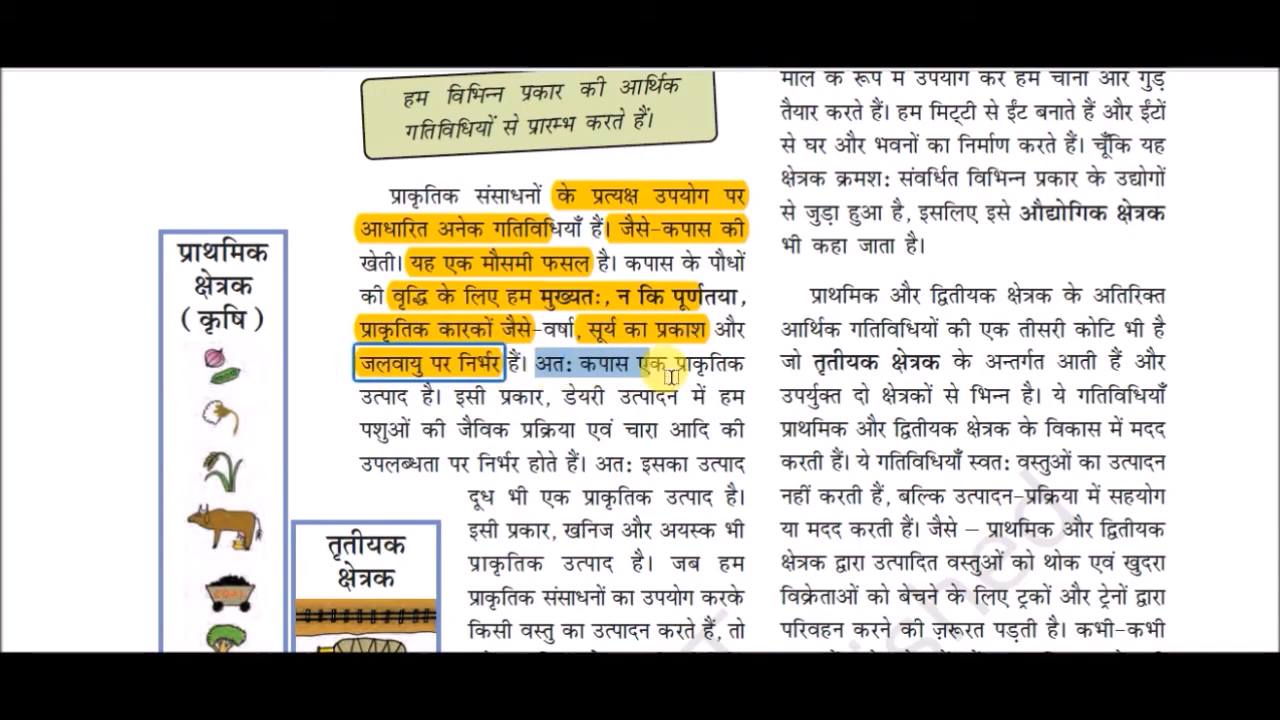 हम विभिन्न प्रकार की आर्थिक
गतिविधियों से प्रारम्भ करते हैं।
प्राकृतिक संसाधनों के प्रत्यक्ष उपयोग पर
आधारित अनेक गतिविधियाँ हैं। जैसे-कपास की
खेती। यह एक मौसमी फसल है। कपास के पौधों
की वृद्धि के लिए हम मुख्यतः, न कि पूर्णतया,
प्राकृतिक कारकों जैसे-वर्षा, सूर्य का प्रकाश और
जलवायु पर निर्भर हैं। अतः कपास एक प्राकृतिक
उत्पाद है। इसी प्रकार, डेयरी उत्पादन में हम
पशुओं की जैविक प्रक्रिया एवं चारा आदि की
उपलब्धता पर निर्भर होते हैं। अतः इसका उत्पाद
दूध भी एक प्राकृतिक उत्पाद है।
इसी प्रकार, खनिज और अयस्क भी
प्राकृतिक उत्पाद है। जब हम
प्राकृतिक संसाधनों का उपयोग करके
किसी वस्तु का उत्पादन करते हैं, तो
प्राथमिक
क्षेत्रक
(कृषि)
COAL
तृतीयक
क्षेत्रक
माल के रूप में उपयोग कर हम चीनी और गुड़
तैयार करते हैं। हम मिट्टी से ईंट बनाते हैं और ईंटों
से घर और भवनों का निर्माण करते हैं। चूँकि यह
क्षेत्रक क्रमशः संवर्धित विभिन्न प्रकार के उद्योगों
से जुड़ा हुआ है, इसलिए इसे औद्योगिक क्षेत्रक
भी कहा जाता है।
प्राथमिक और द्वितीयक क्षेत्रक के अतिरिक्त
आर्थिक गतिविधियों की एक तीसरी कोटि भी है
जो तृतीयक क्षेत्रक के अन्तर्गत आती हैं और
उपर्युक्त दो क्षेत्रकों से भिन्न है। ये गतिविधियाँ
प्राथमिक और द्वितीयक क्षेत्रक के विकास में मदद
करती हैं। ये गतिविधियाँ स्वतः वस्तुओं का उत्पादन
नहीं करती हैं, बल्कि उत्पादन-प्रक्रिया में सहयोग
या मदद करती हैं। जैसे – प्राथमिक और द्वितीयक
क्षेत्रक द्वारा उत्पादित वस्तुओं को थोक एवं खुदरा
विक्रेताओं को बेचने के लिए ट्रकों और ट्रेनों द्वारा
परिवहन करने की ज़रूरत पड़ती है। कभी-कभी